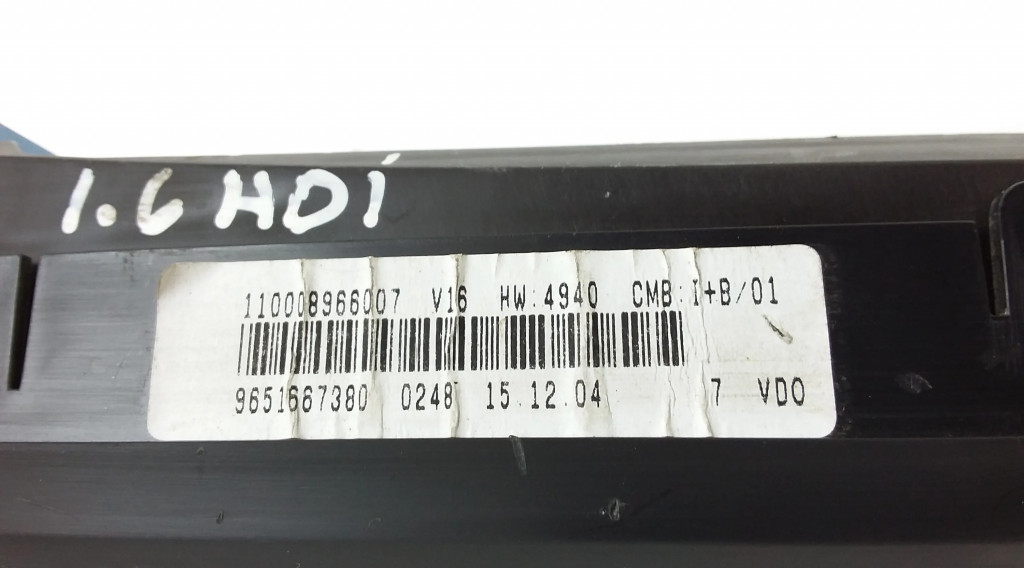 1.6 HDİ
110008966007 V16 HW:4940 CMB:I+B/01
9651667380 0248 15.12.04 7 VDO